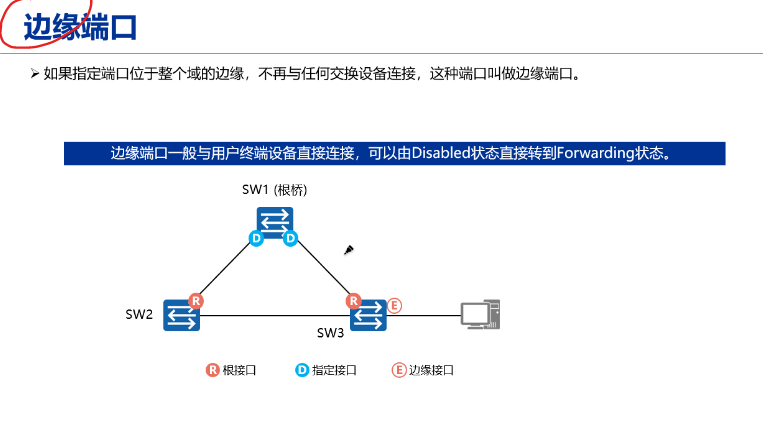 边缘端口
如果指定端口位于整个域的边缘，不再与任何交换设备连接，这种端口叫做边缘端口。
边缘端口一般与用户终端设备直接连接，可以由Disabled状态直接转到Forwarding状态。
SW1 (根桥)
D D
R R E
SW2
SW3
R 根接口 D 指定接口 E 边缘接口